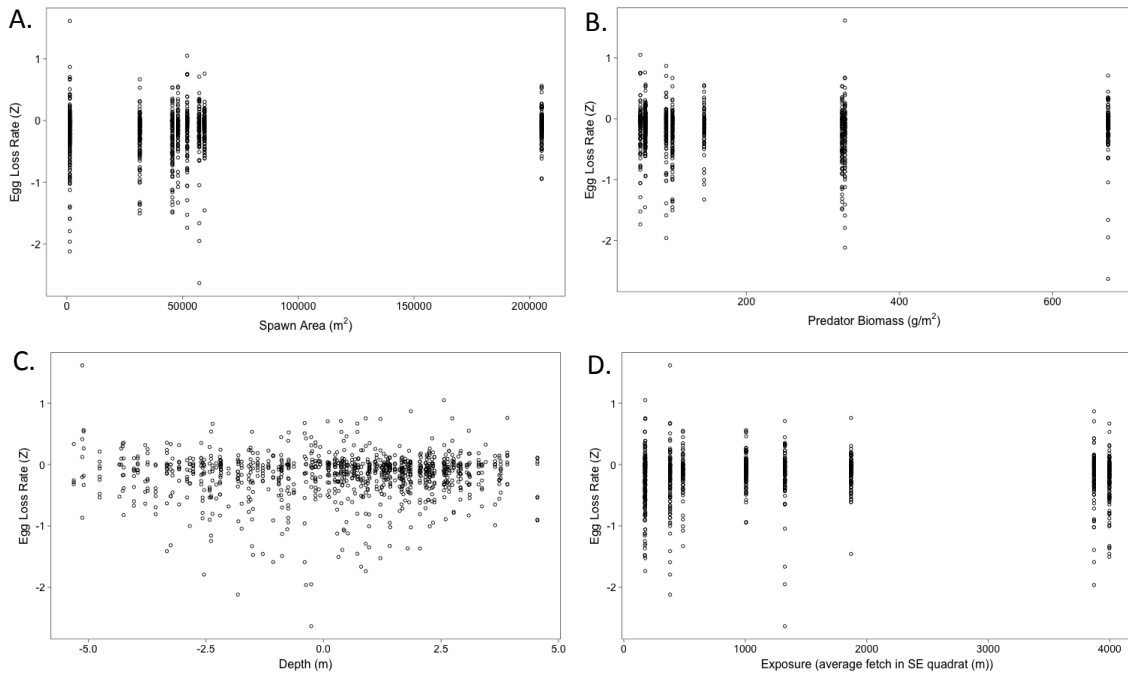 A.
Egg Loss Rate (Z)
1
0
-1
-2
0 50000 100000 150000 200000
Spawn Area (m²)
B.
Egg Loss Rate (Z)
1
0
-1
-2
200 400 600
Predator Biomass (g/m²)
C.
Egg Loss Rate (Z)
1
0
-1
-2
-5.0 -2.5 0.0 2.5 5.0
Depth (m)
D.
Egg Loss Rate (Z)
1
0
-1
-2
0 1000 2000 3000 4000
Exposure (average fetch in SE quadrat (m))